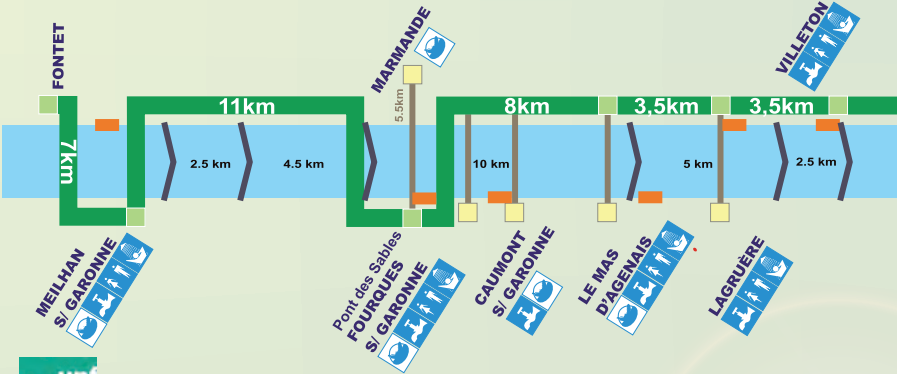 FONTET
MARMANDE
VILLETON
11km
5.5km
8km
3,5km
3,5km
7km
2.5 km
4.5 km
10 km
5 km
2.5 km
MEILHAN
S/ GARONNE
Pont des Sables
FOURQUES
S/ GARONNE
CAUMONT
S/ GARONNE
LE MAS
D'AGENAIS
LAGRUÈRE